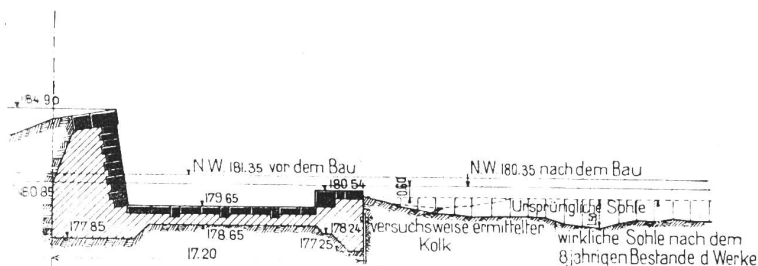 184.90
N.W. 181.35 vor dem Bau
N.W. 180.35 nach dem Bau
180.85
180 54
0.60
179 65
Ursprüngliche Sohle
177.85
178.65
178.24
177.25
versuchsweise ermittelter
Kolk
wirkliche Sohle nach dem
8 jährigen Bestande d Werke
17.20